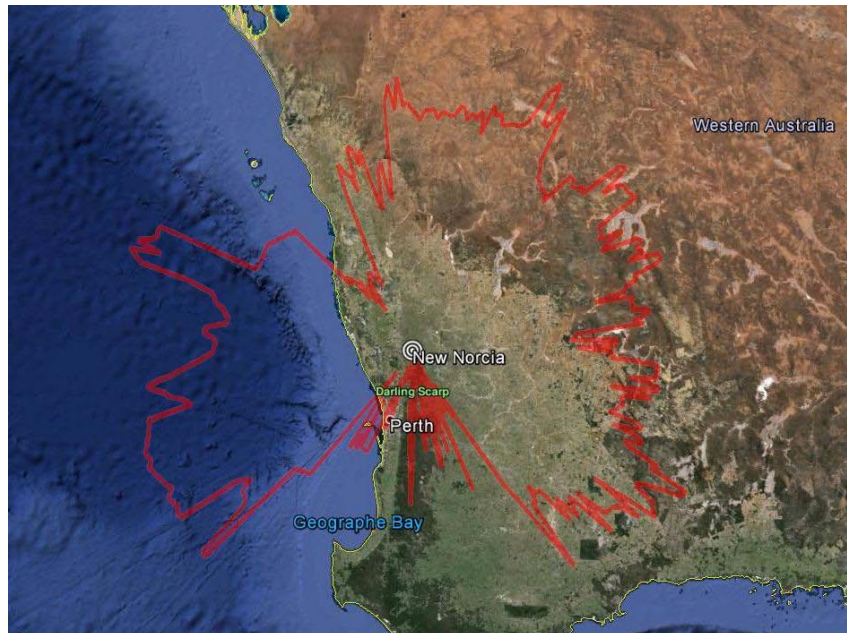 Western Australia
New Norcia
Darling Scarp
Perth
Geographe Bay